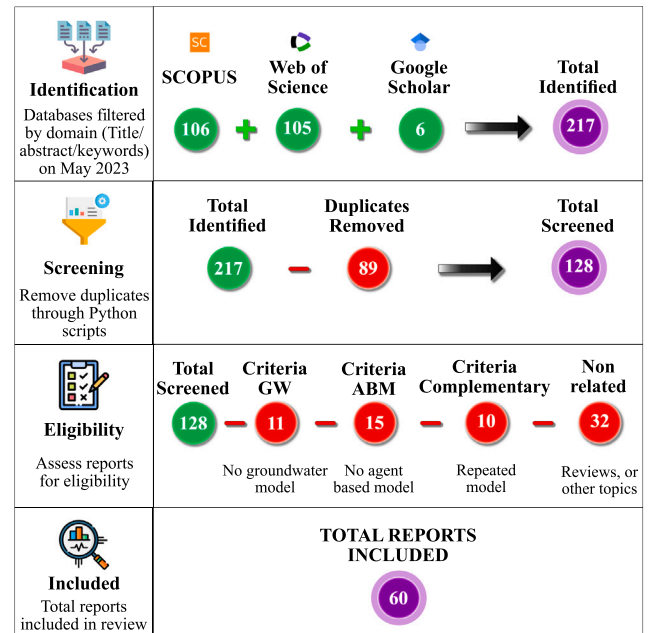 Identification
Databases filtered
by domain (Title/
abstract/keywords)
on May 2023
SC
SCOPUS
Web of
Science
Google
Scholar
Total
Identified
106
+
105
+
6
217
Screening
Remove duplicates
through Python
scripts
Total
Identified
Duplicates
Removed
Total
Screened
217
−
89
128
Eligibility
Assess reports
for eligibility
Total
Screened
Criteria
GW
Criteria
ABM
Criteria
Complementary
Non
related
128
−
11
−
15
−
10
−
32
No groundwater
model
No agent
based model
Repeated
model
Reviews, or
other topics
Included
Total reports
included in review
TOTAL REPORTS
INCLUDED
60